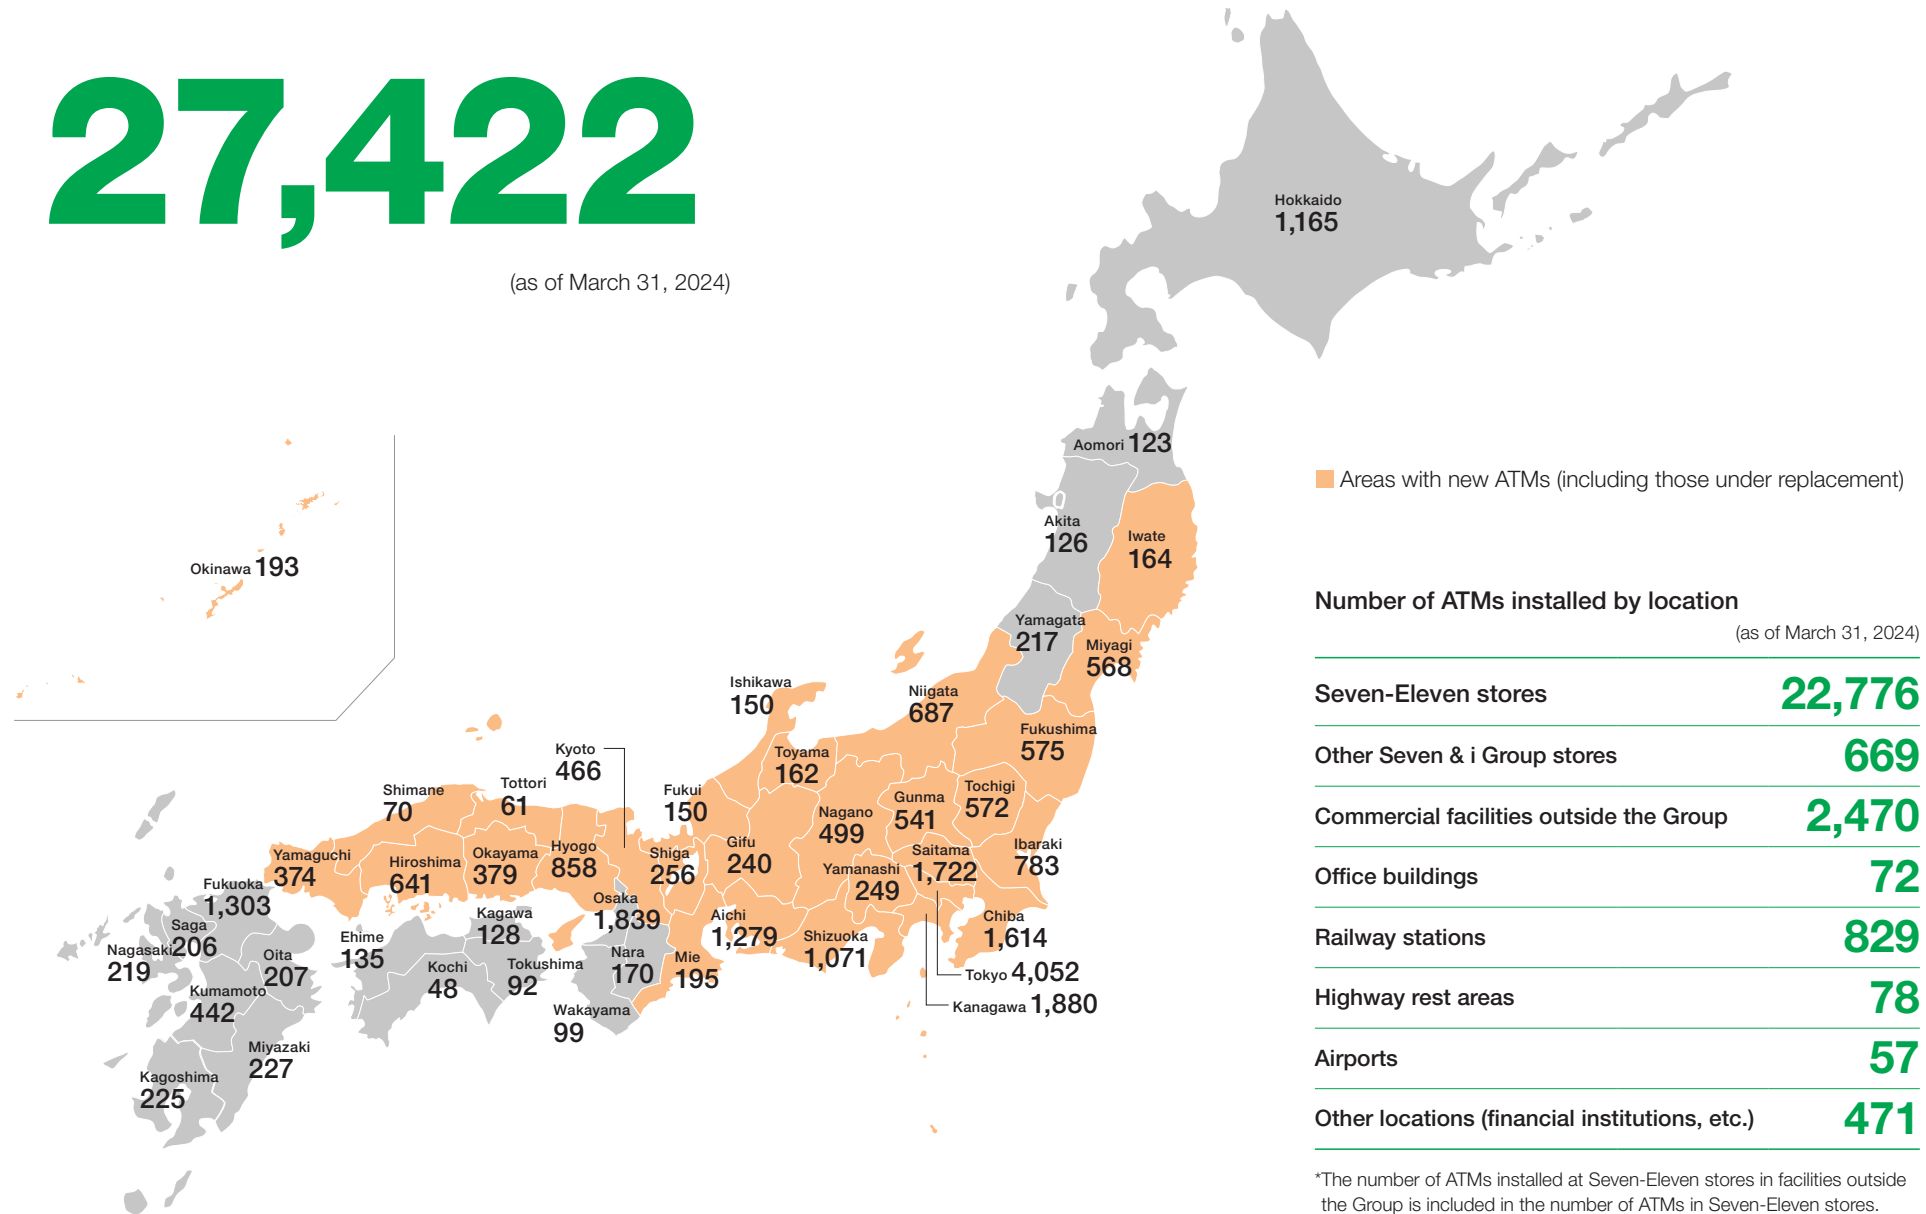 27,422
(as of March 31, 2024)
Hokkaido
1,165
Aomori 123
Akita
126
Iwate
164
Yamagata
217
Miyagi
568
Okinawa 193
Ishikawa
150
Niigata
687
Fukushima
575
Kyoto
466
Toyama
162
Shimane
70
Tottori
61
Fukui
150
Nagano
499
Gunma
541
Tochigi
572
Ibaraki
783
Yamaguchi
374
Hiroshima
641
Okayama
379
Hyogo
858
Shiga
256
Gifu
240
Yamanashi
249
Saitama
1,722
Fukuoka
1,303
Osaka
1,839
Aichi
1,279
Shizuoka
1,071
Chiba
1,614
Saga
206
Nagasaki
219
Oita
207
Ehime
135
Kagawa
128
Kochi
48
Tokushima
92
Nara
170
Mie
195
Tokyo 4,052
Kanagawa 1,880
Kumamoto
442
Wakayama
99
Miyazaki
227
Kagoshima
225
Areas with new ATMs (including those under replacement)
Number of ATMs installed by location
(as of March 31, 2024)
Seven-Eleven stores 22,776
Other Seven & i Group stores 669
Commercial facilities outside the Group 2,470
Office buildings 72
Railway stations 829
Highway rest areas 78
Airports 57
Other locations (financial institutions, etc.) 471
*The number of ATMs installed at Seven-Eleven stores in facilities outside
the Group is included in the number of ATMs in Seven-Eleven stores.